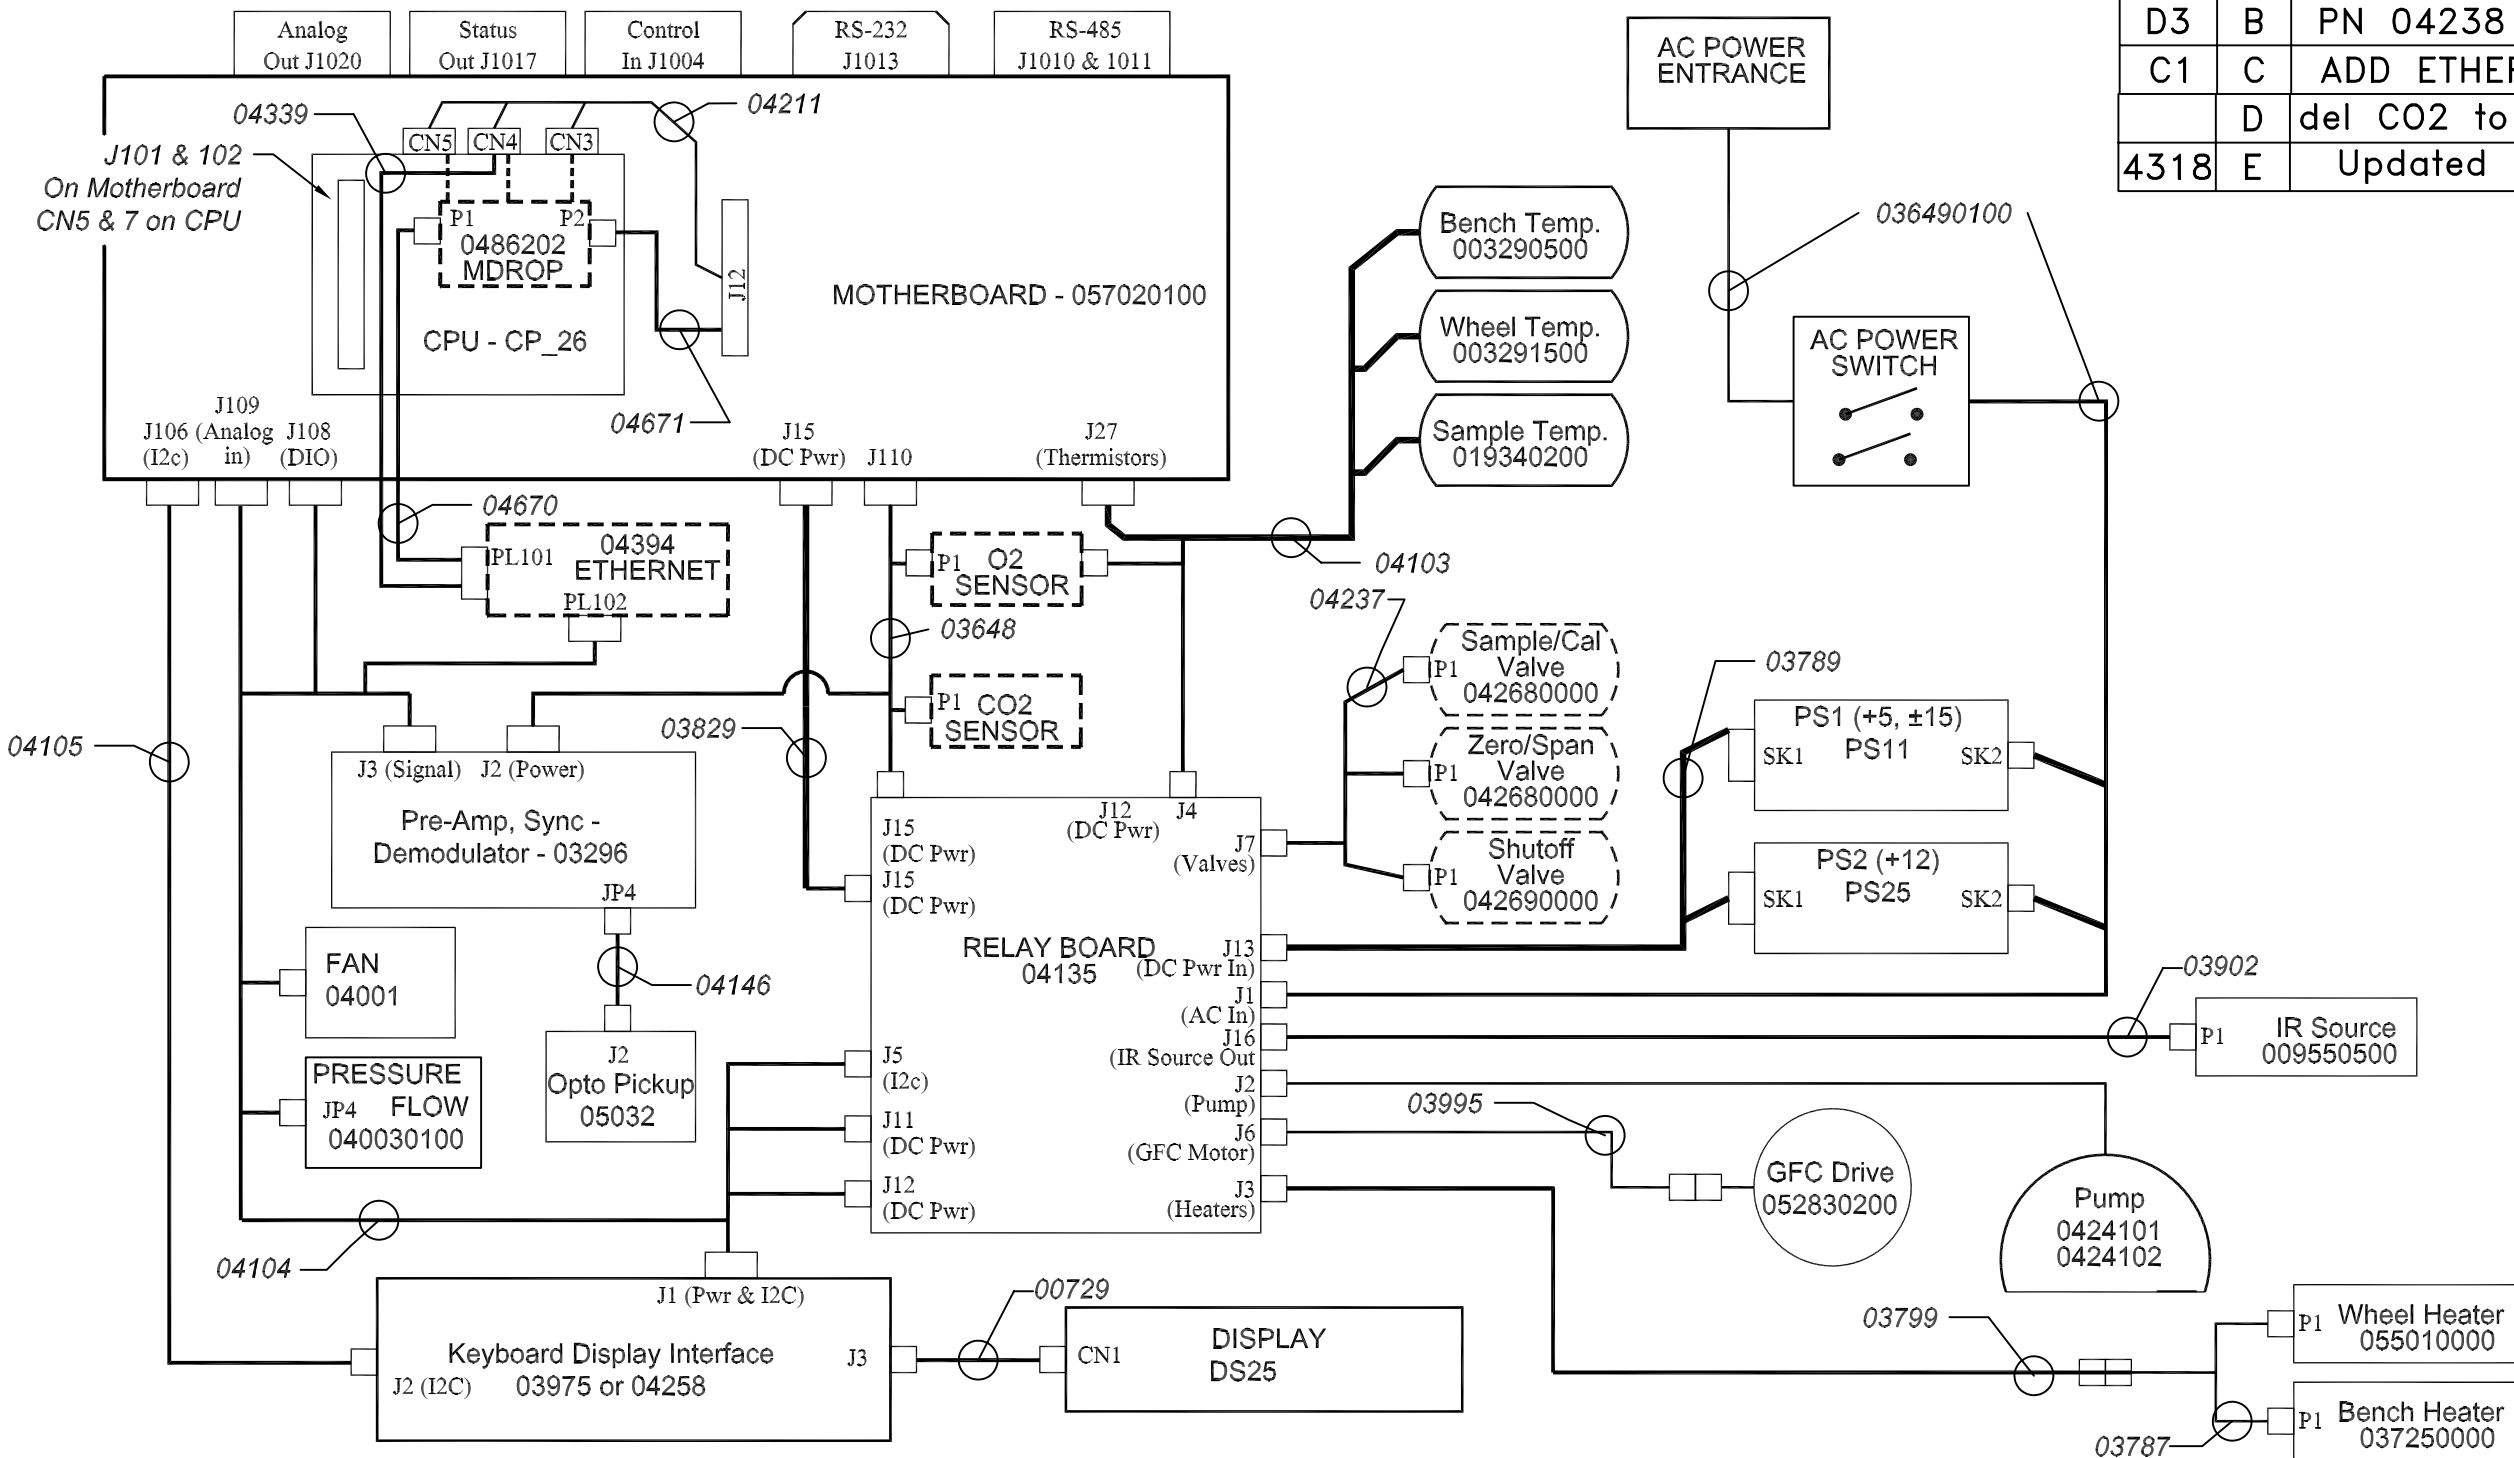 Analog
Out J1020
Status
Out J1017
Control
In J1004
RS-232
J1013
RS-485
J1010 & 1011
AC POWER
ENTRANCE
D3 B PN 04238
C1 C
ADD
D del CO2 to
4318 E Updated
04339
04211
CN5
CN4
CN3
J101 & 102
On Motherboard
CN5 & 7 on CPU
P1
P2
0486202
MDROP
J12
MOTHERBOARD - 057020100
CPU - CP_26
04671
J106
(I2c)
J109
(Analog
in)
J108
(DIO)
J15
(DC Pwr)
J110
J27
(Thermistors)
Bench Temp.
003290500
Wheel Temp.
003291500
Sample Temp.
019340200
036490100
AC POWER
SWITCH
04670
PL101
04394
ETHERNET
PL102
P1
O2
SENSOR
04103
04237
03648
P1
CO2
SENSOR
03829
04105
Sample/Cal
P1
Valve
042680000
Zero/Span
P1
Valve
042680000
Shutoff
P1
Valve
042690000
03789
PS1 (+5, ±15)
PS11
SK1
SK2
PS2 (+12)
PS25
SK1
SK2
J3 (Signal)
J2 (Power)
Pre-Amp, Sync -
Demodulator - 03296
JP4
04146
FAN
04001
PRESSURE
JP4
FLOW
040030100
J2
Opto Pickup
05032
J15
(DC Pwr)
J15
(DC Pwr)
J12
(DC Pwr)
J4
J7
(Valves)
RELAY BOARD
04135
J13
(DC Pwr In)
J1
(AC In)
J16
(IR Source Out
J2
(Pump)
J6
(GFC Motor)
J3
(Heaters)
J5
(I2c)
J11
(DC Pwr)
J12
(DC Pwr)
03902
P1
IR Source
009550500
03995
GFC Drive
052830200
Pump
0424101
0424102
04104
J1 (Pwr & I2C)
Keyboard Display Interface
03975 or 04258
J2 (I2C)
J3
00729
CN1
DISPLAY
DS25
03799
P1
Wheel Heater
055010000
P1
Bench Heater
037250000
03787